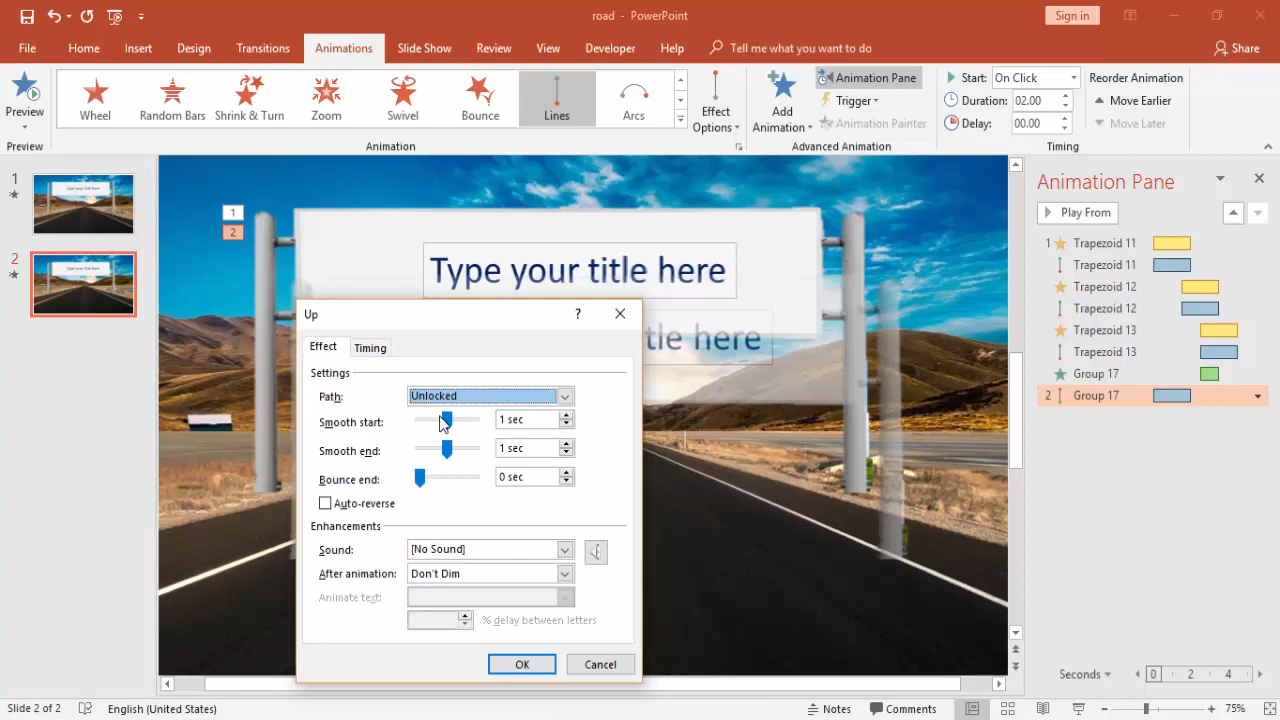 road - PowerPoint
Sign in
File Home Insert Design Transitions Animations Slide Show Review View Developer Help Tell me what you want to do Share
Preview
Wheel Random Bars Shrink & Turn Zoom Swivel Bounce Lines Arcs
Effect Options
Add Animation
Animation Pane
Trigger
Animation Painter
Start: On Click
Duration: 02.00
Delay: 00.00
Reorder Animation
Move Earlier
Move Later
Preview Animation Advanced Animation Timing
1
2
1
2
Type your title here
tle here
Up
?
Effect Timing
Settings
Path: Unlocked
Smooth start: 1 sec
Smooth end: 1 sec
Bounce end: 0 sec
Auto-reverse
Enhancements
Sound: [No Sound]
After animation: Don't Dim
Animate text:
% delay between letters
OK Cancel
Animation Pane
Play From
1 Trapezoid 11
Trapezoid 11
Trapezoid 12
Trapezoid 12
Trapezoid 13
Trapezoid 13
Group 17
2 Group 17
Seconds 0 2 4
Slide 2 of 2 English (United States) Notes Comments 75%